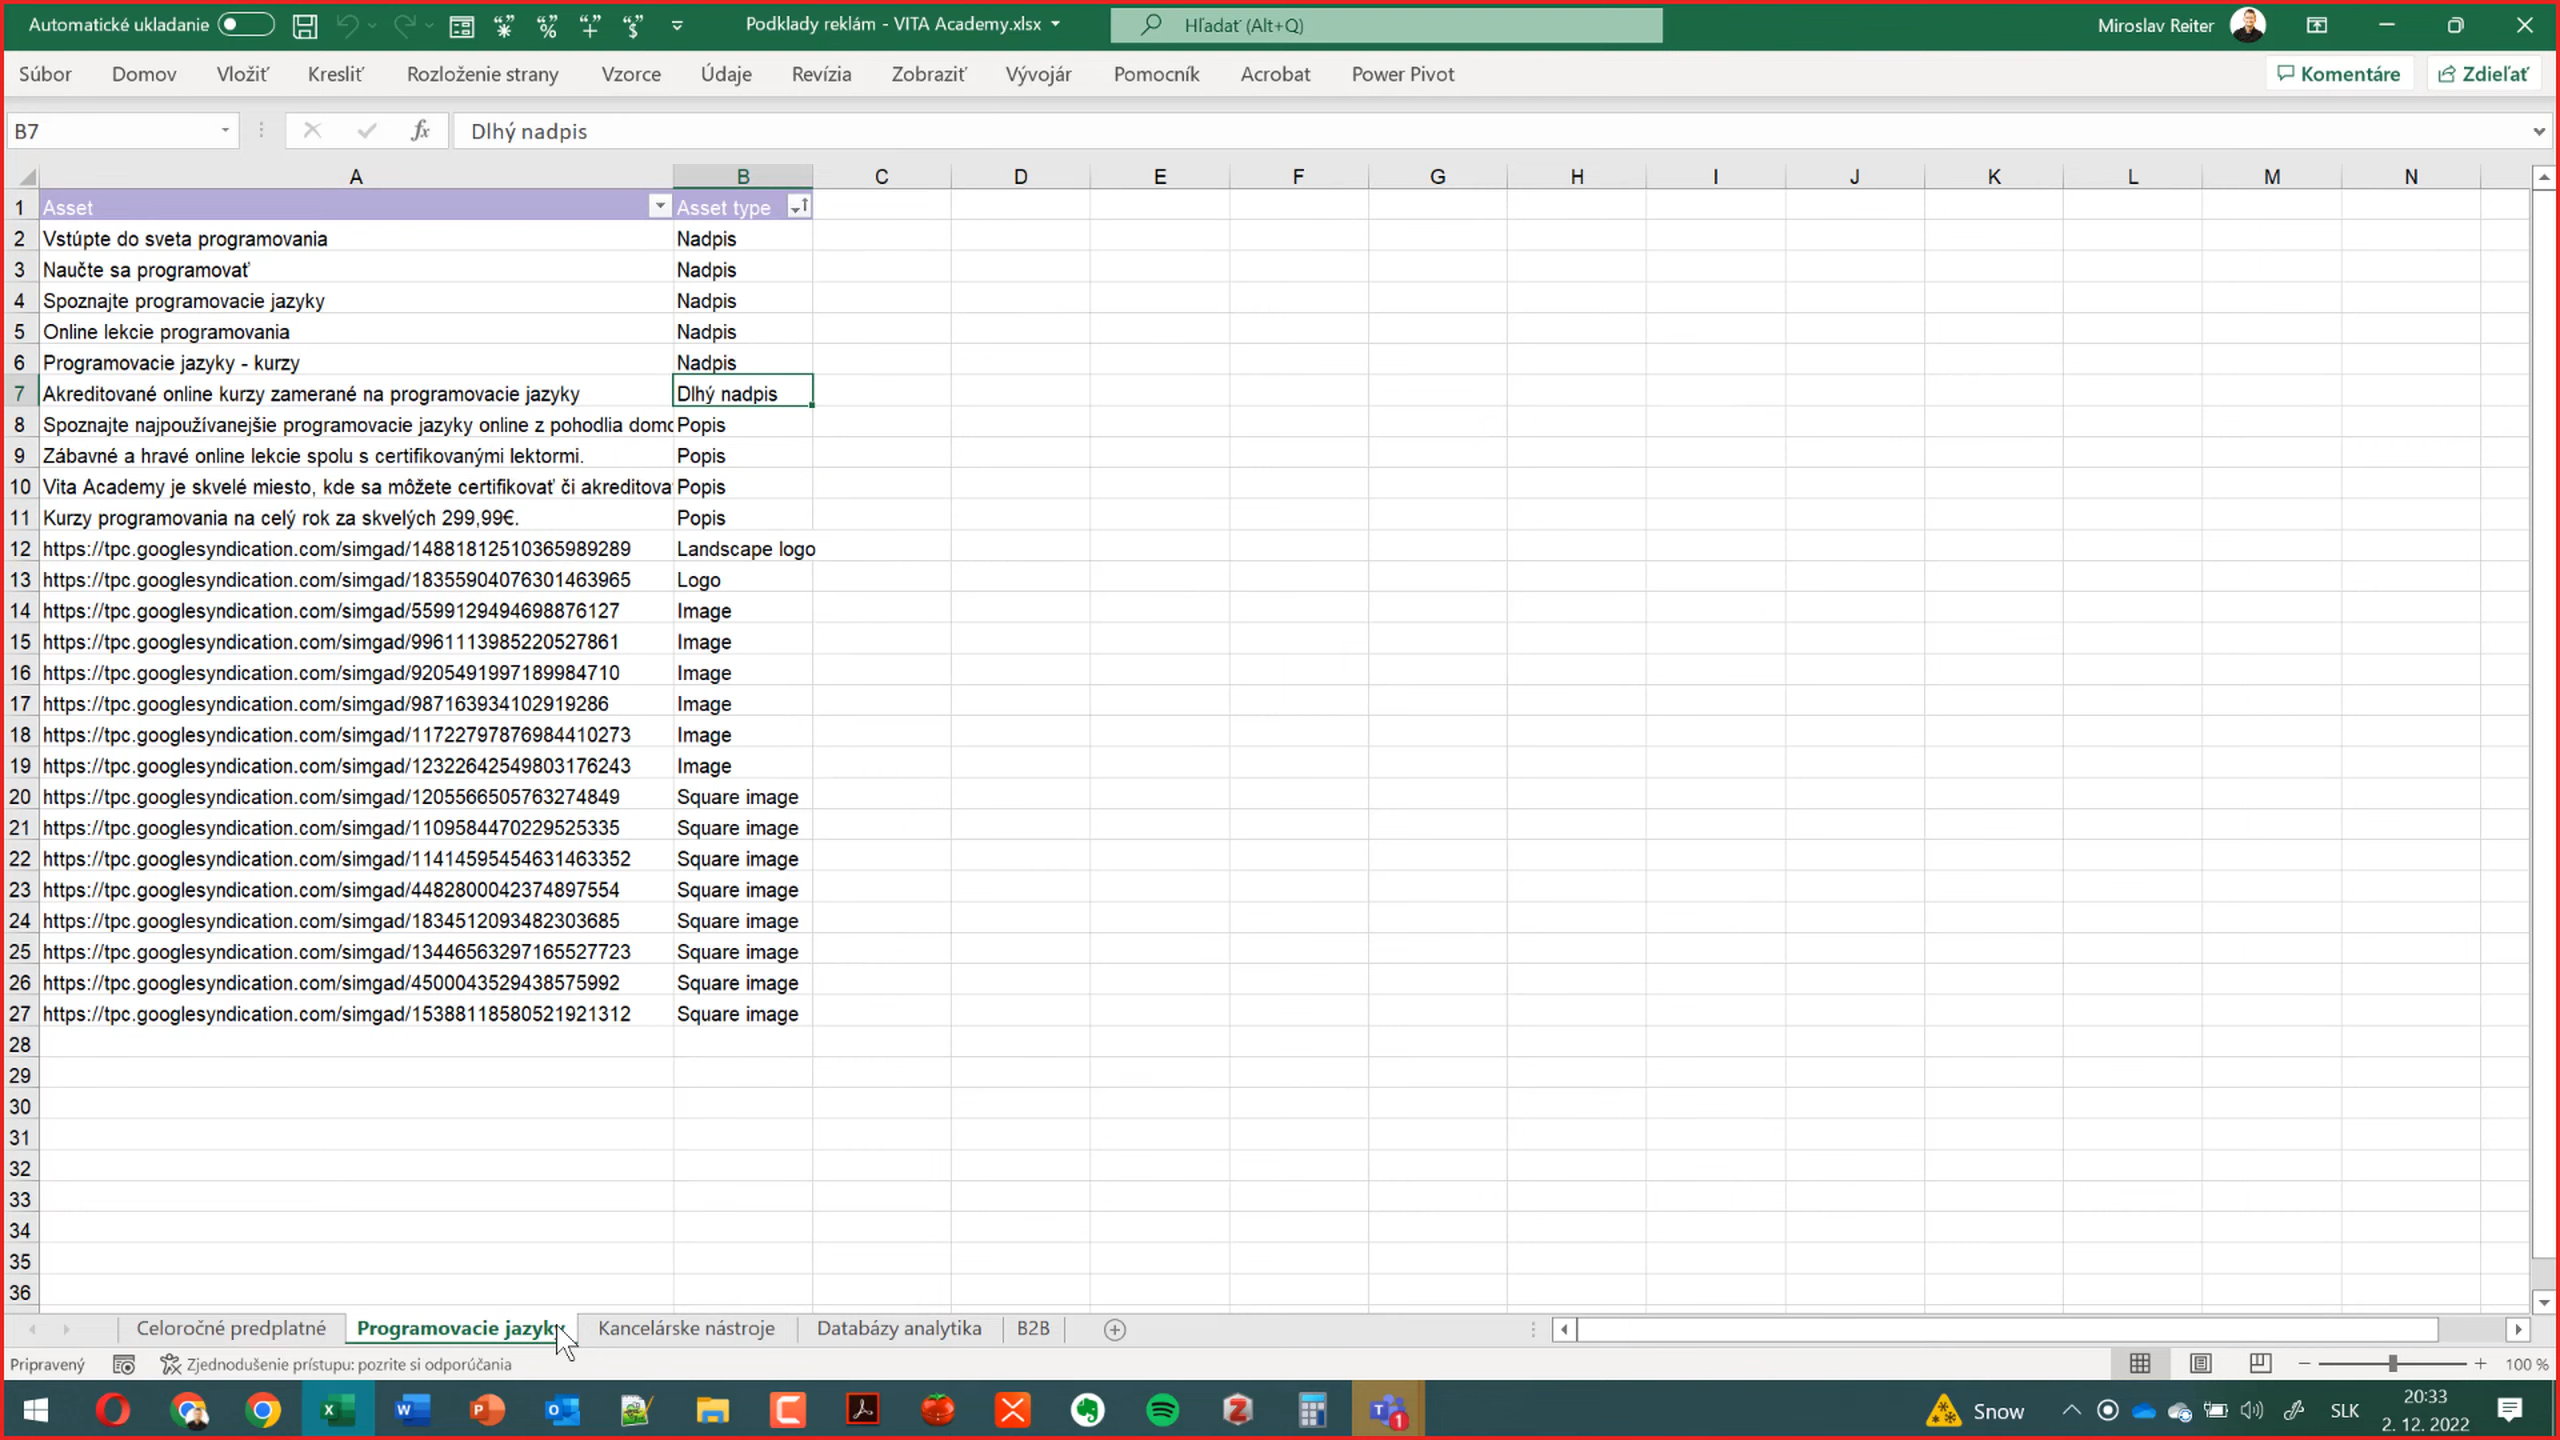 Automatické ukladanie
Podklady reklám - VITA Academy.xlsx
Hľadať (Alt+Q)
Miroslav Reiter
Súbor Domov Vložiť Kresliť Rozloženie strany Vzorce Údaje Revízia Zobraziť Vývojár Pomocník Acrobat Power Pivot Komentáre Zdieľať
B7 fx Dlhý nadpis
A B C D E F G H I J K L M N
1 Asset Asset type
2 Vstúpte do sveta programovania Nadpis
3 Naučte sa programovať Nadpis
4 Spoznajte programovacie jazyky Nadpis
5 Online lekcie programovania Nadpis
6 Programovacie jazyky - kurzy Nadpis
7 Akreditované online kurzy zamerané na programovacie jazyky Dlhý nadpis
8 Spoznajte najpoužívanejšie programovacie jazyky online z pohodlia domo Popis
9 Zábavné a hravé online lekcie spolu s certifikovanými lektormi. Popis
10 Vita Academy je skvelé miesto, kde sa môžete certifikovať či akreditova Popis
11 Kurzy programovania na celý rok za skvelých 299,99€. Popis
12 https://tpc.googlesyndication.com/simgad/14881812510365989289 Landscape logo
13 https://tpc.googlesyndication.com/simgad/18355904076301463965 Logo
14 https://tpc.googlesyndication.com/simgad/5599129494698876127 Image
15 https://tpc.googlesyndication.com/simgad/9961113985220527861 Image
16 https://tpc.googlesyndication.com/simgad/9205491997189984710 Image
17 https://tpc.googlesyndication.com/simgad/987163934102919286 Image
18 https://tpc.googlesyndication.com/simgad/11722797876984410273 Image
19 https://tpc.googlesyndication.com/simgad/12322642549803176243 Image
20 https://tpc.googlesyndication.com/simgad/1205566505763274849 Square image
21 https://tpc.googlesyndication.com/simgad/1109584470229525335 Square image
22 https://tpc.googlesyndication.com/simgad/11414595454631463352 Square image
23 https://tpc.googlesyndication.com/simgad/4482800042374897554 Square image
24 https://tpc.googlesyndication.com/simgad/1834512093482303685 Square image
25 https://tpc.googlesyndication.com/simgad/13446563297165527723 Square image
26 https://tpc.googlesyndication.com/simgad/4500043529438575992 Square image
27 https://tpc.googlesyndication.com/simgad/15388118580521921312 Square image
28
29
30
31
32
33
34
35
36
Celoročné predplatné Programovacie jazyky Kancelárske nástroje Databázy analytika B2B
Pripravený Zjednodušenie prístupu: pozrite si odporúčania 100 %
Snow SLK 20:33
2. 12. 2022